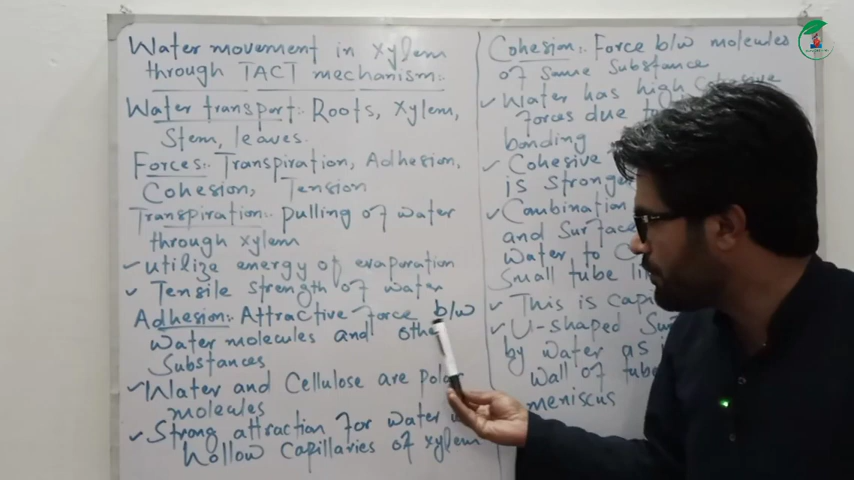 Water movement in xylem
through TACT mechanism:-
Water transport:- Roots, Xylem,
Stem, leaves.
Forces:- Transpiration, Adhesion,
Cohesion, Tension
Transpiration:- pulling of water
through xylem
✓ utilize energy of evaporation
✓ Tensile strength of water
Adhesion:- Attractive force b/w
water molecules and othe
Substances
✓ Water and Cellulose are polar
molecules
✓ Strong attraction for water
Hollow Capillaries of xylem
Cohesion:- Force b/w molecules
of Same Substance
✓ Water has high Cohesive
forces due
bonding
✓ Cohesive
is stronger
✓ Combination
and Surface
Water to
Small tube
✓ This is
✓ U-shaped
by water as
Wall of tube
meniscus